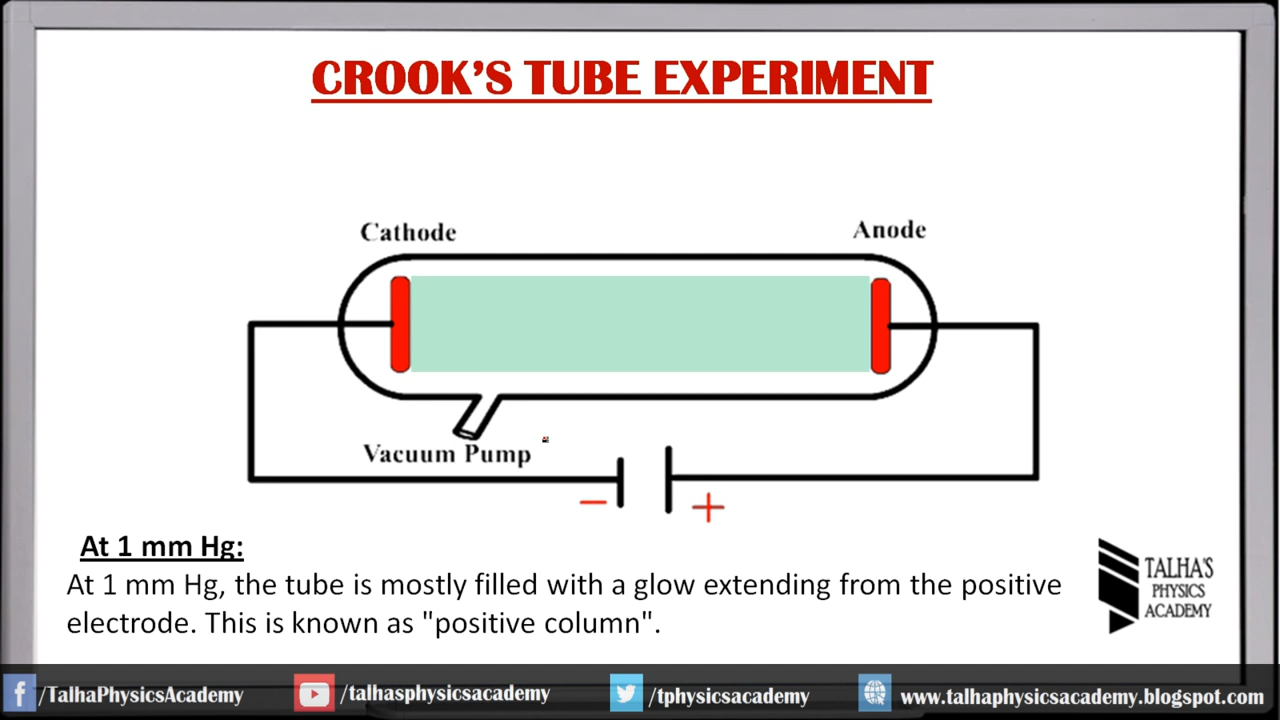 CROOK'S TUBE EXPERIMENT
Cathode
Anode
Vacuum Pump
− +
At 1 mm Hg:
At 1 mm Hg, the tube is mostly filled with a glow extending from the positive
electrode. This is known as "positive column".
TALHA'S
PHYSICS
ACADEMY
/TalhaPhysicsAcademy /talhasphysicsacademy /tphysicsacademy www.talhaphysicsacademy.blogspot.com